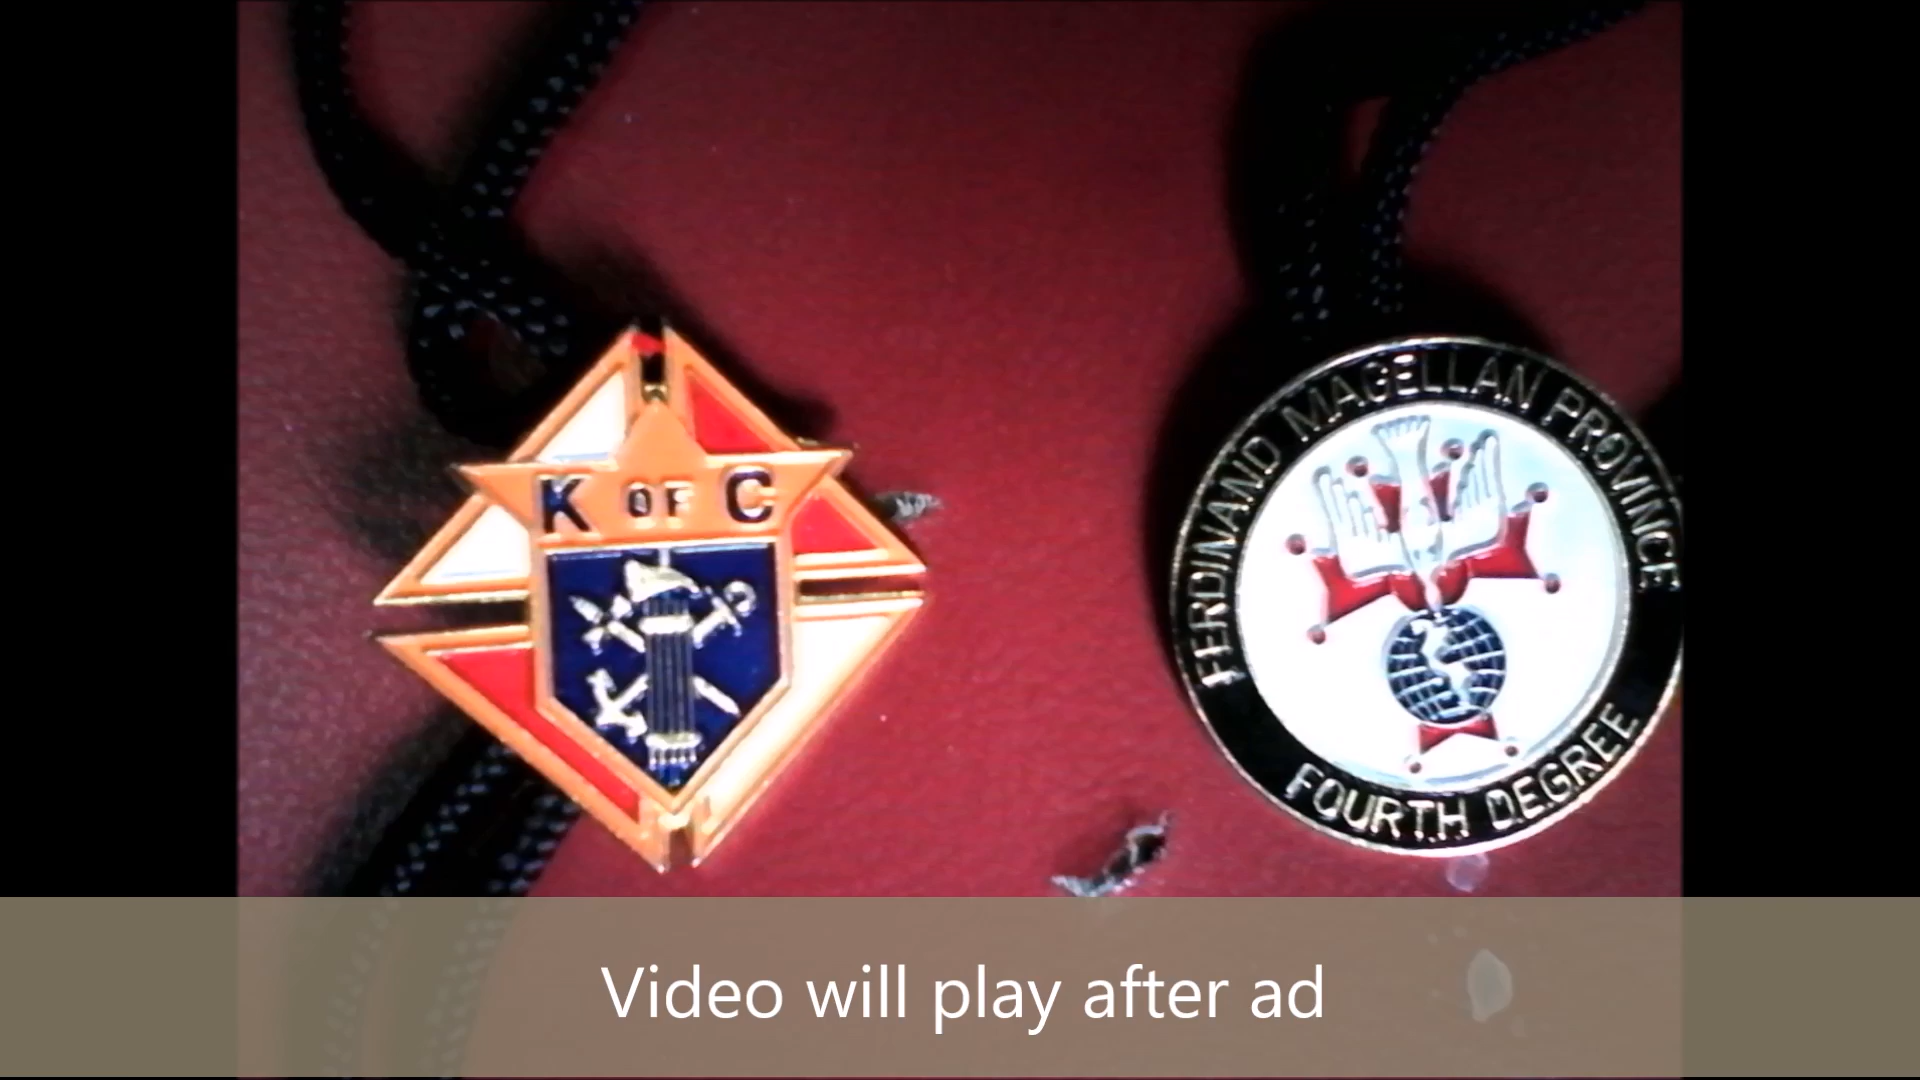 K OF C
FERDINAND MAGELLAN PROVINCE
FOURTH DEGREE
Video will play after ad